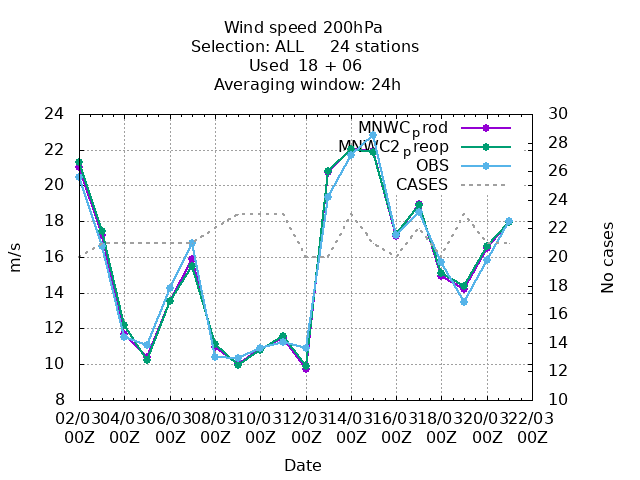 Wind speed 200hPa
Selection: ALL     24 stations
Used  18 + 06
Averaging window: 24h
24
22
20
18
16
14
12
10
8
m/s
30
28
26
24
22
20
18
16
14
12
10
No cases
MNWCprod
MNWC2preop
OBS
CASES
02/03 04/03 06/03 08/03 10/03 12/03 14/03 16/03 18/03 20/03 22/03
00Z 00Z 00Z 00Z 00Z 00Z 00Z 00Z 00Z 00Z 00Z
Date